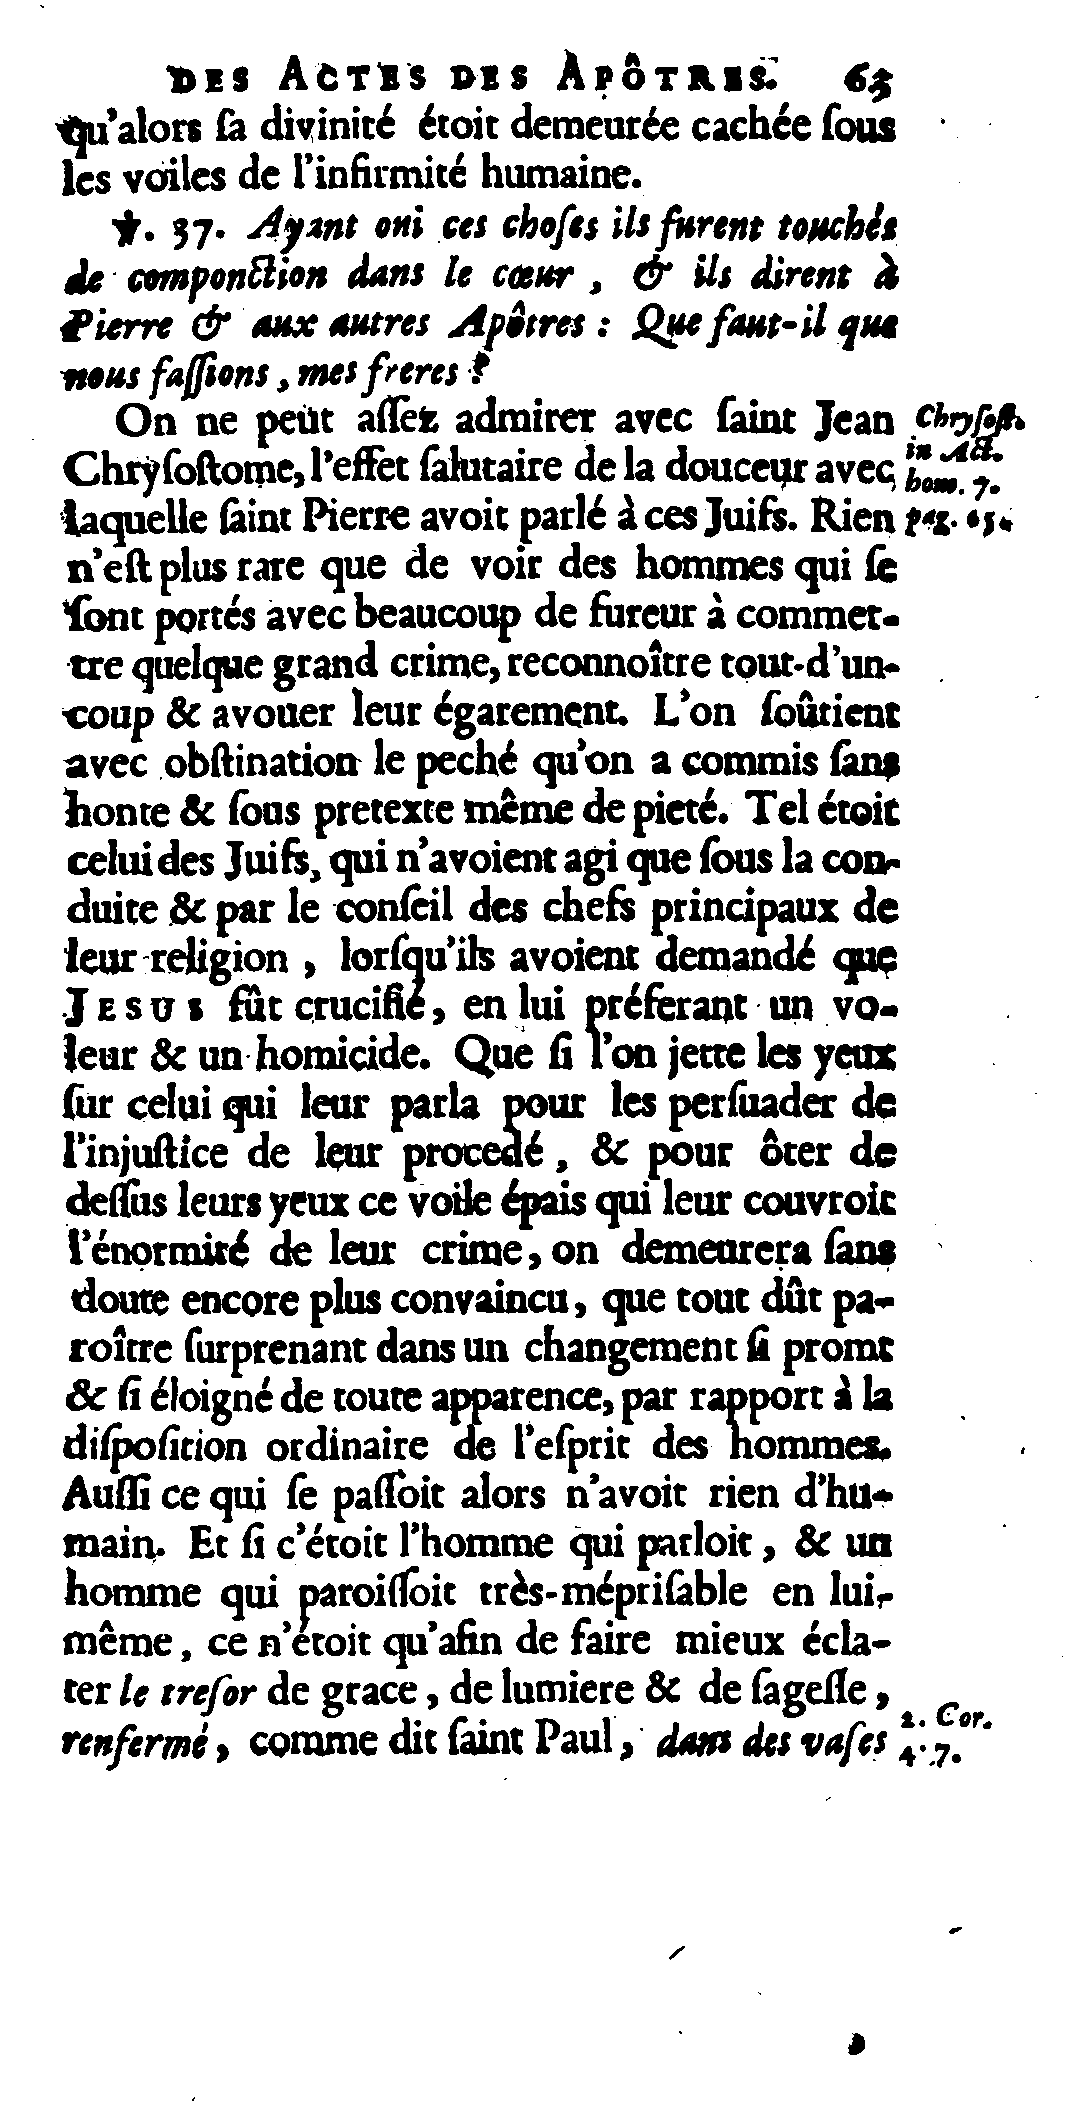 DES ACTES DES APÔTRES. 63
qu'alors ſa divinité étoit demeurée cachée ſous
les voiles de l'infirmité humaine.
℣. 37. Ayant oui ces choſes ils furent touchés
de componction dans le cœur, & ils dirent à
Pierre & aux autres Apôtres : Que faut-il que
nous faſſions, mes freres ?
On ne peut aſſez admirer avec ſaint Jean
Chryſoſtome, l'effet ſalutaire de la douceur avec
laquelle ſaint Pierre avoit parlé à ces Juifs. Rien
n'eſt plus rare que de voir des hommes qui ſe
ſont portés avec beaucoup de fureur à commet-
tre quelque grand crime, reconnoître tout-d'un-
coup & avouer leur égarement. L'on ſoûtient
avec obſtination le peché qu'on a commis ſans
honte & ſous pretexte même de pieté. Tel étoit
celui des Juifs, qui n'avoient agi que ſous la con-
duite & par le conſeil des chefs principaux de
leur religion, lorſqu'ils avoient demandé que
JESUS fût crucifié, en lui préferant un vo-
leur & un homicide. Que ſi l'on jette les yeux
ſur celui qui leur parla pour les perſuader de
l'injuſtice de leur procedé, & pour ôter de
deſſus leurs yeux ce voile épais qui leur couvroit
l'énormité de leur crime, on demeurera ſans
doute encore plus convaincu, que tout dût pa-
roître ſurprenant dans un changement ſi promt
& ſi éloigné de toute apparence, par rapport à la
diſpoſition ordinaire de l'eſprit des hommes.
Auſſi ce qui ſe paſſoit alors n'avoit rien d'hu-
main. Et ſi c'étoit l'homme qui parloit, & un
homme qui paroiſſoit très-mépriſable en lui-
même, ce n'étoit qu'afin de faire mieux écla-
ter le treſor de grace, de lumiere & de ſageſſe,
renfermé, comme dit ſaint Paul, dans des vaſes
Chryſoſt.
in Act.
hom. 7.
pag. 65.
2. Cor.
4. 7.